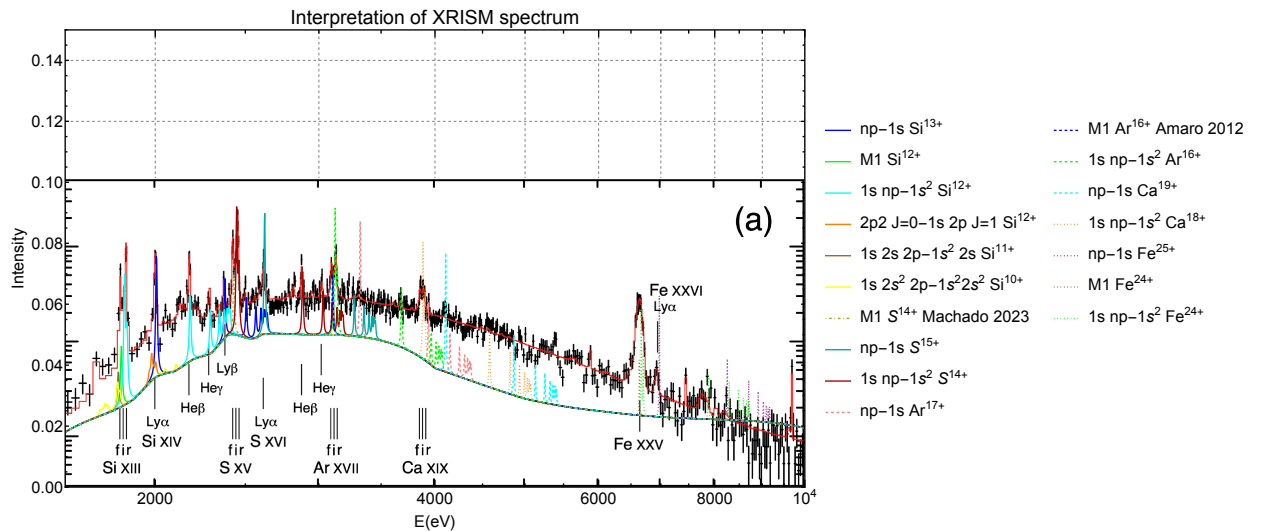 Interpretation of XRISM spectrum
0.14
0.12
0.10
0.08
0.06
0.04
0.02
0.00
Intensity
(a)
Fe XXVI
Lyα
Lyβ
Heγ
Heβ
Heγ
Heβ
Lyα
Si XIV
Lyα
S XVI
f i r
Si XIII
f i r
S XV
f i r
Ar XVII
f i r
Ca XIX
Fe XXV
2000
4000
6000
8000
10⁴
E(eV)
np−1s Si¹³⁺
M1 Si¹²⁺
1s np−1s² Si¹²⁺
2p2 J=0−1s 2p J=1 Si¹²⁺
1s 2s 2p−1s² 2s Si¹¹⁺
1s 2s² 2p−1s²2s² Si¹⁰⁺
M1 S¹⁴⁺ Machado 2023
np−1s S¹⁵⁺
1s np−1s² S¹⁴⁺
np−1s Ar¹⁷⁺
M1 Ar¹⁶⁺ Amaro 2012
1s np−1s² Ar¹⁶⁺
np−1s Ca¹⁹⁺
1s np−1s² Ca¹⁸⁺
np−1s Fe²⁵⁺
M1 Fe²⁴⁺
1s np−1s² Fe²⁴⁺